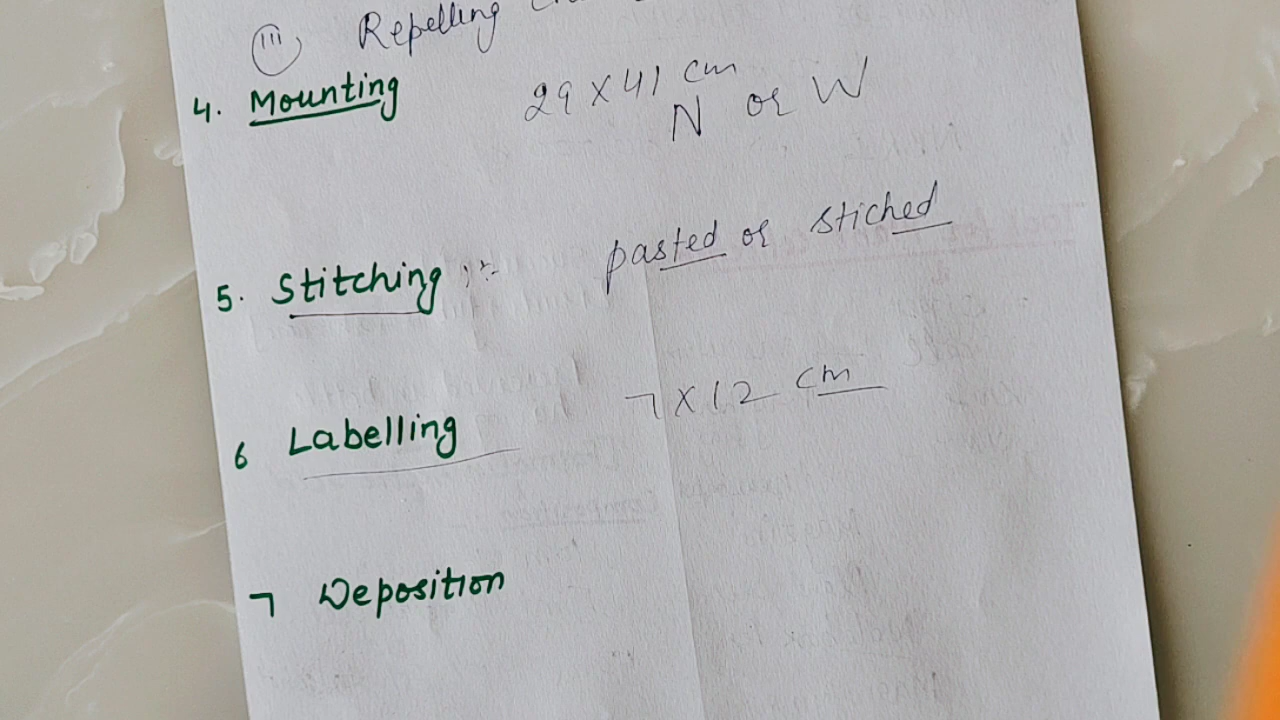 (iii) Repelling
4. Mounting 29 X 41 cm
N or W
5. Stitching :- pasted or stiched
6 Labelling 7 X 12 cm
7 Deposition